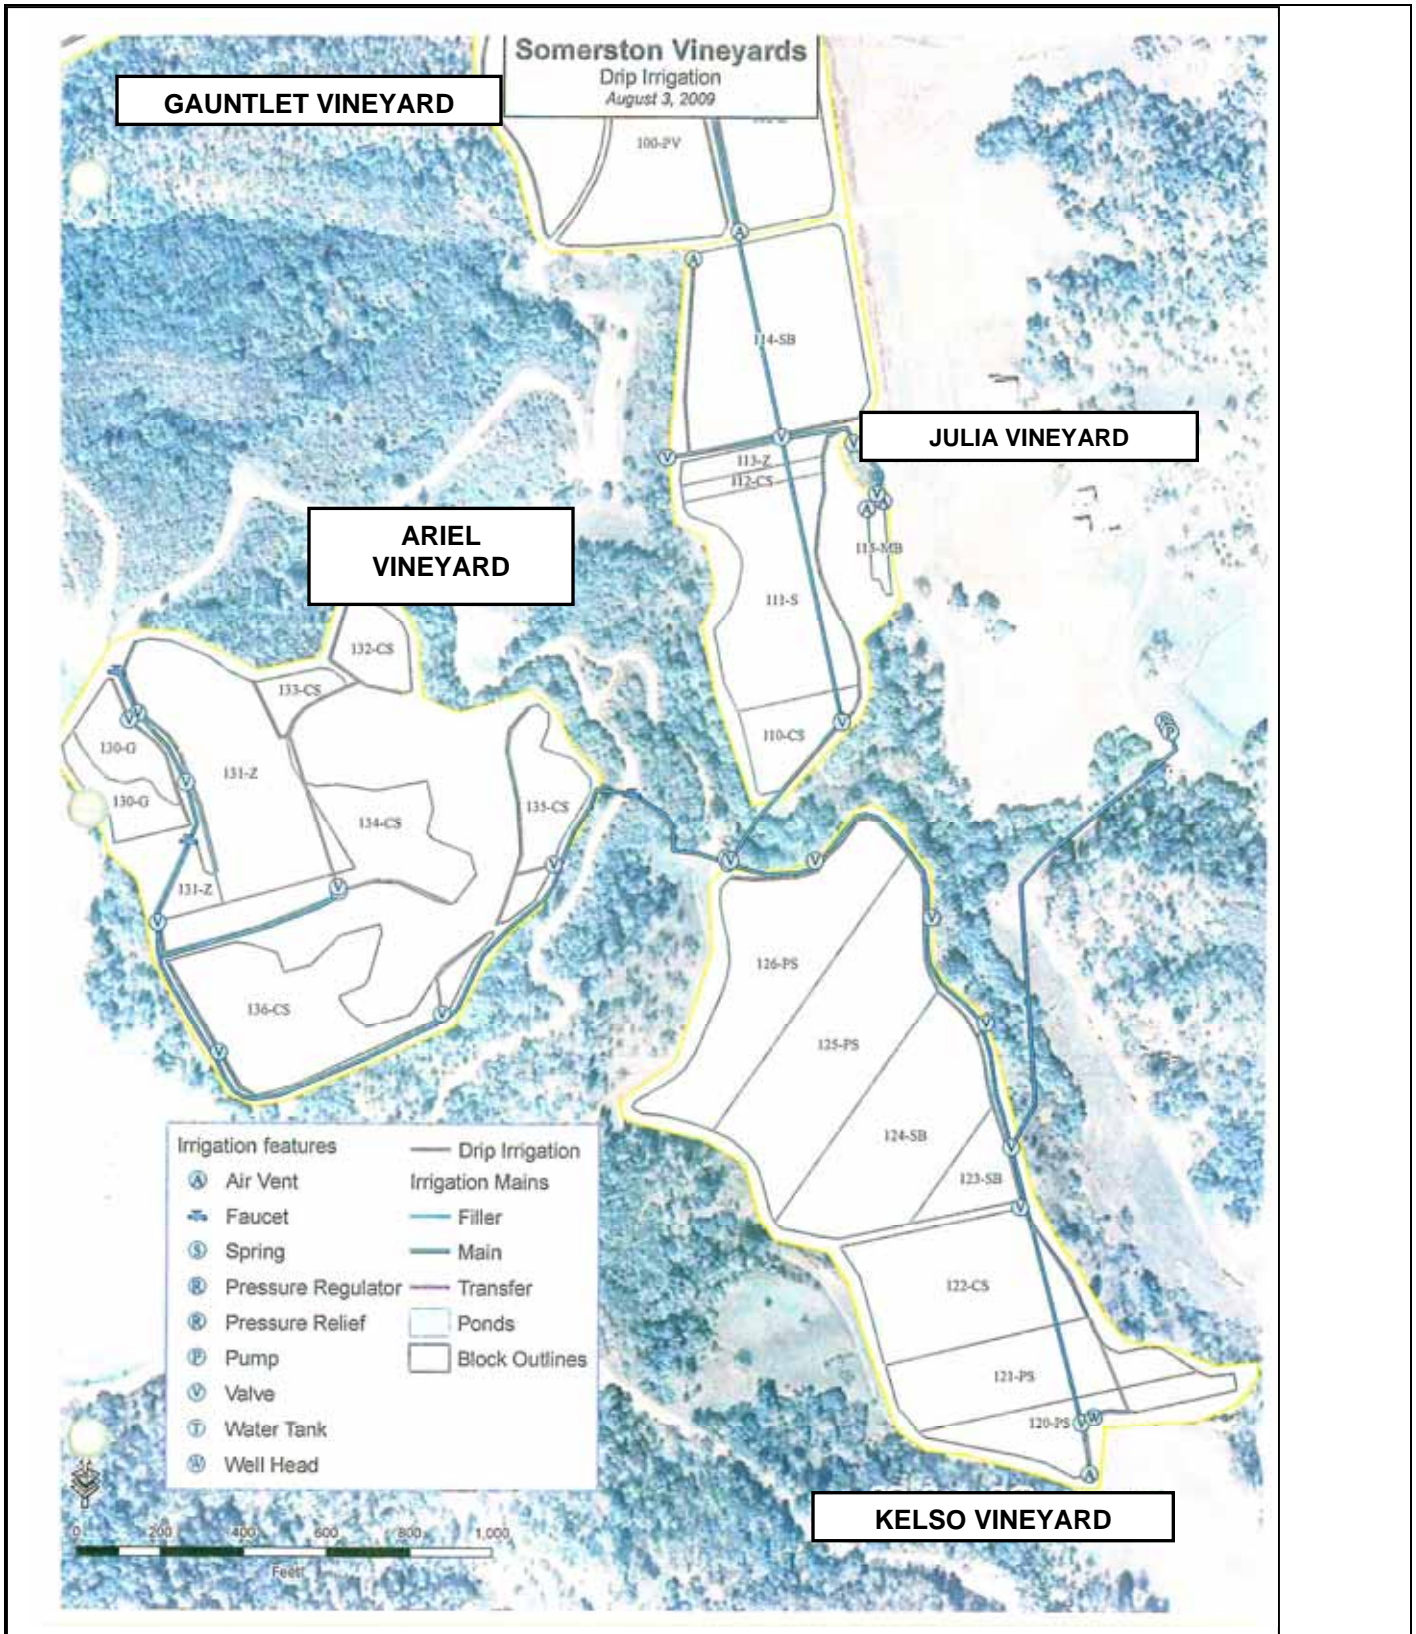 Somerston Vineyards
Drip Irrigation
August 3, 2009
GAUNTLET VINEYARD
100-PV
A
A
114-SB
JULIA VINEYARD
V
V
V
113-Z
112-CS
V
A
A
115-MB
ARIEL
VINEYARD
111-S
132-CS
133-CS
V
V
V
110-CS
R
P
130-G
131-Z
V
130-G
134-CS
135-CS
V
V
V
131-Z
V
V
V
126-PS
136-CS
V
V
V
125-PS
124-SB
V
123-SB
V
122-CS
121-PS
120-PS
V
W
A
Irrigation features
A Air Vent
Faucet
S Spring
R Pressure Regulator
R Pressure Relief
P Pump
V Valve
T Water Tank
W Well Head
Drip Irrigation
Irrigation Mains
Filler
Main
Transfer
Ponds
Block Outlines
KELSO VINEYARD
0 200 400 600 800 1,000
Feet